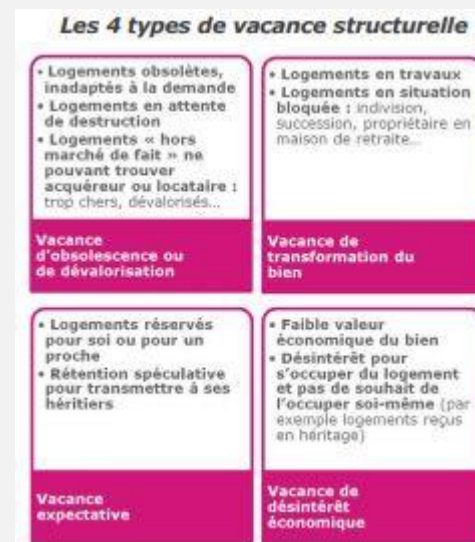 Les 4 types de vacance structurelle
• Logements obsolètes,
inadaptés à la demande
• Logements en attente
de destruction
• Logements « hors
marché de fait » ne
pouvant trouver
acquéreur ou locataire :
trop chers, dévalorisés...
Vacance
d'obsolescence ou
de dévalorisation
• Logements en travaux
• Logements en situation
bloquée : indivision,
succession, propriétaire en
maison de retraite...
Vacance de
transformation du
bien
• Logements réservés
pour soi ou pour un
proche
• Rétention spéculative
pour transmettre à ses
héritiers
Vacance
expectative
• Faible valeur
économique du bien
• Désintérêt pour
s'occuper du logement
et pas de souhait de
l'occuper soi-même (par
exemple logements reçus
en héritage)
Vacance de
désintérêt
économique